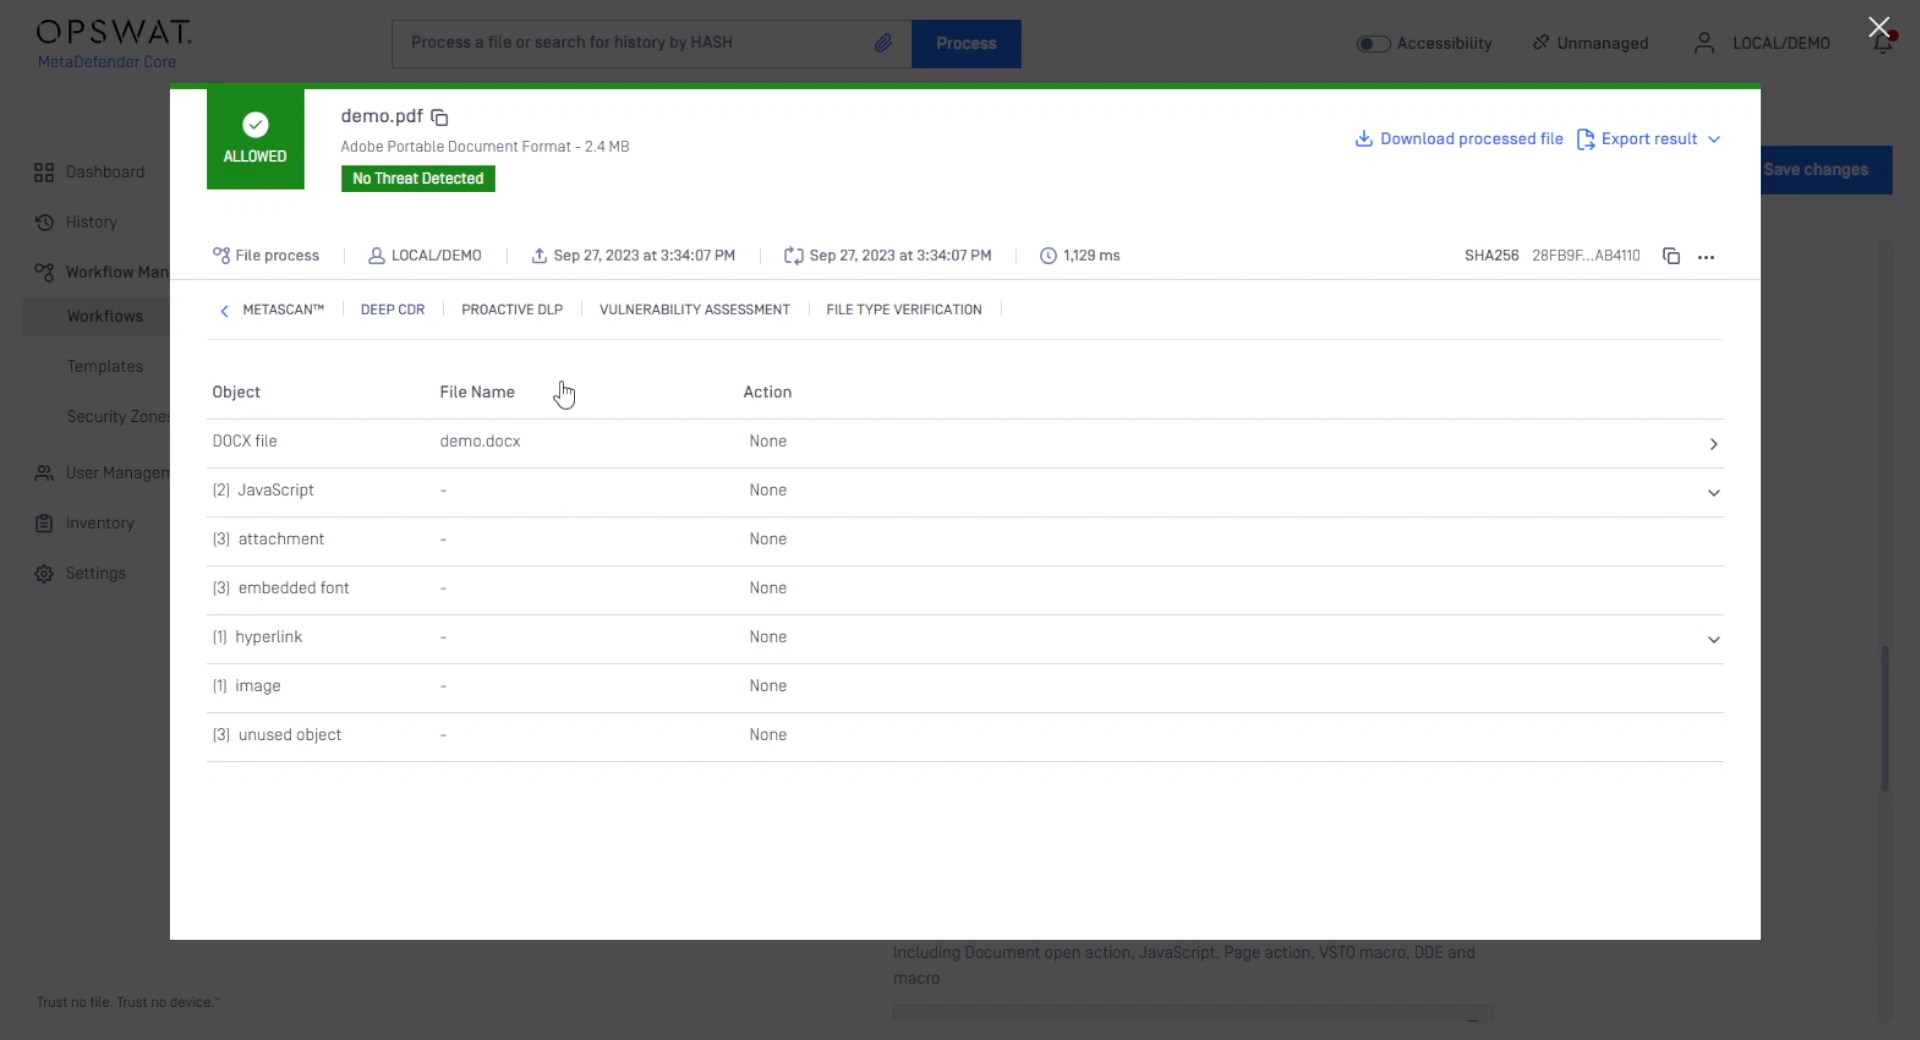 OPSWAT.
MetaDefender Core
Process a file or search for history by HASH
Process
Accessibility
Unmanaged
LOCAL/DEMO
Dashboard
History
Workflow Man
Workflows
Templates
Security Zones
User Managem
Inventory
Settings
Trust no file. Trust no device.™
Save changes
ALLOWED
demo.pdf
Adobe Portable Document Format - 2.4 MB
No Threat Detected
Download processed file
Export result
File process
LOCAL/DEMO
Sep 27, 2023 at 3:34:07 PM
Sep 27, 2023 at 3:34:07 PM
1,129 ms
SHA256 28FB9F...AB4110
METASCAN™ DEEP CDR PROACTIVE DLP VULNERABILITY ASSESSMENT FILE TYPE VERIFICATION
Object File Name Action
DOCX file demo.docx None
(2) JavaScript - None
(3) attachment - None
(3) embedded font - None
(1) hyperlink - None
(1) image - None
(3) unused object - None
Including Document open action, JavaScript, Page action, VSTO macro, DDE and
macro